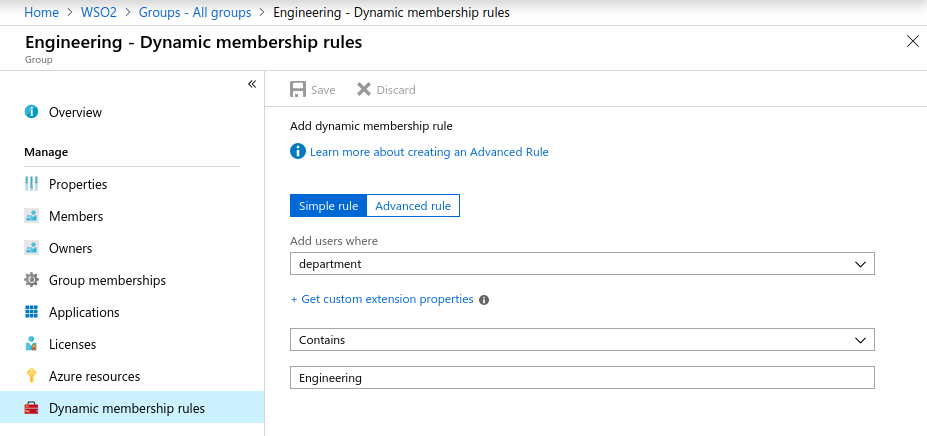 Home > WSO2 > Groups - All groups > Engineering - Dynamic membership rules
Engineering - Dynamic membership rules
Group
Overview
Manage
Properties
Members
Owners
Group memberships
Applications
Licenses
Azure resources
Dynamic membership rules
Save Discard
Add dynamic membership rule
Learn more about creating an Advanced Rule
Simple rule Advanced rule
Add users where
department
+ Get custom extension properties
Contains
Engineering